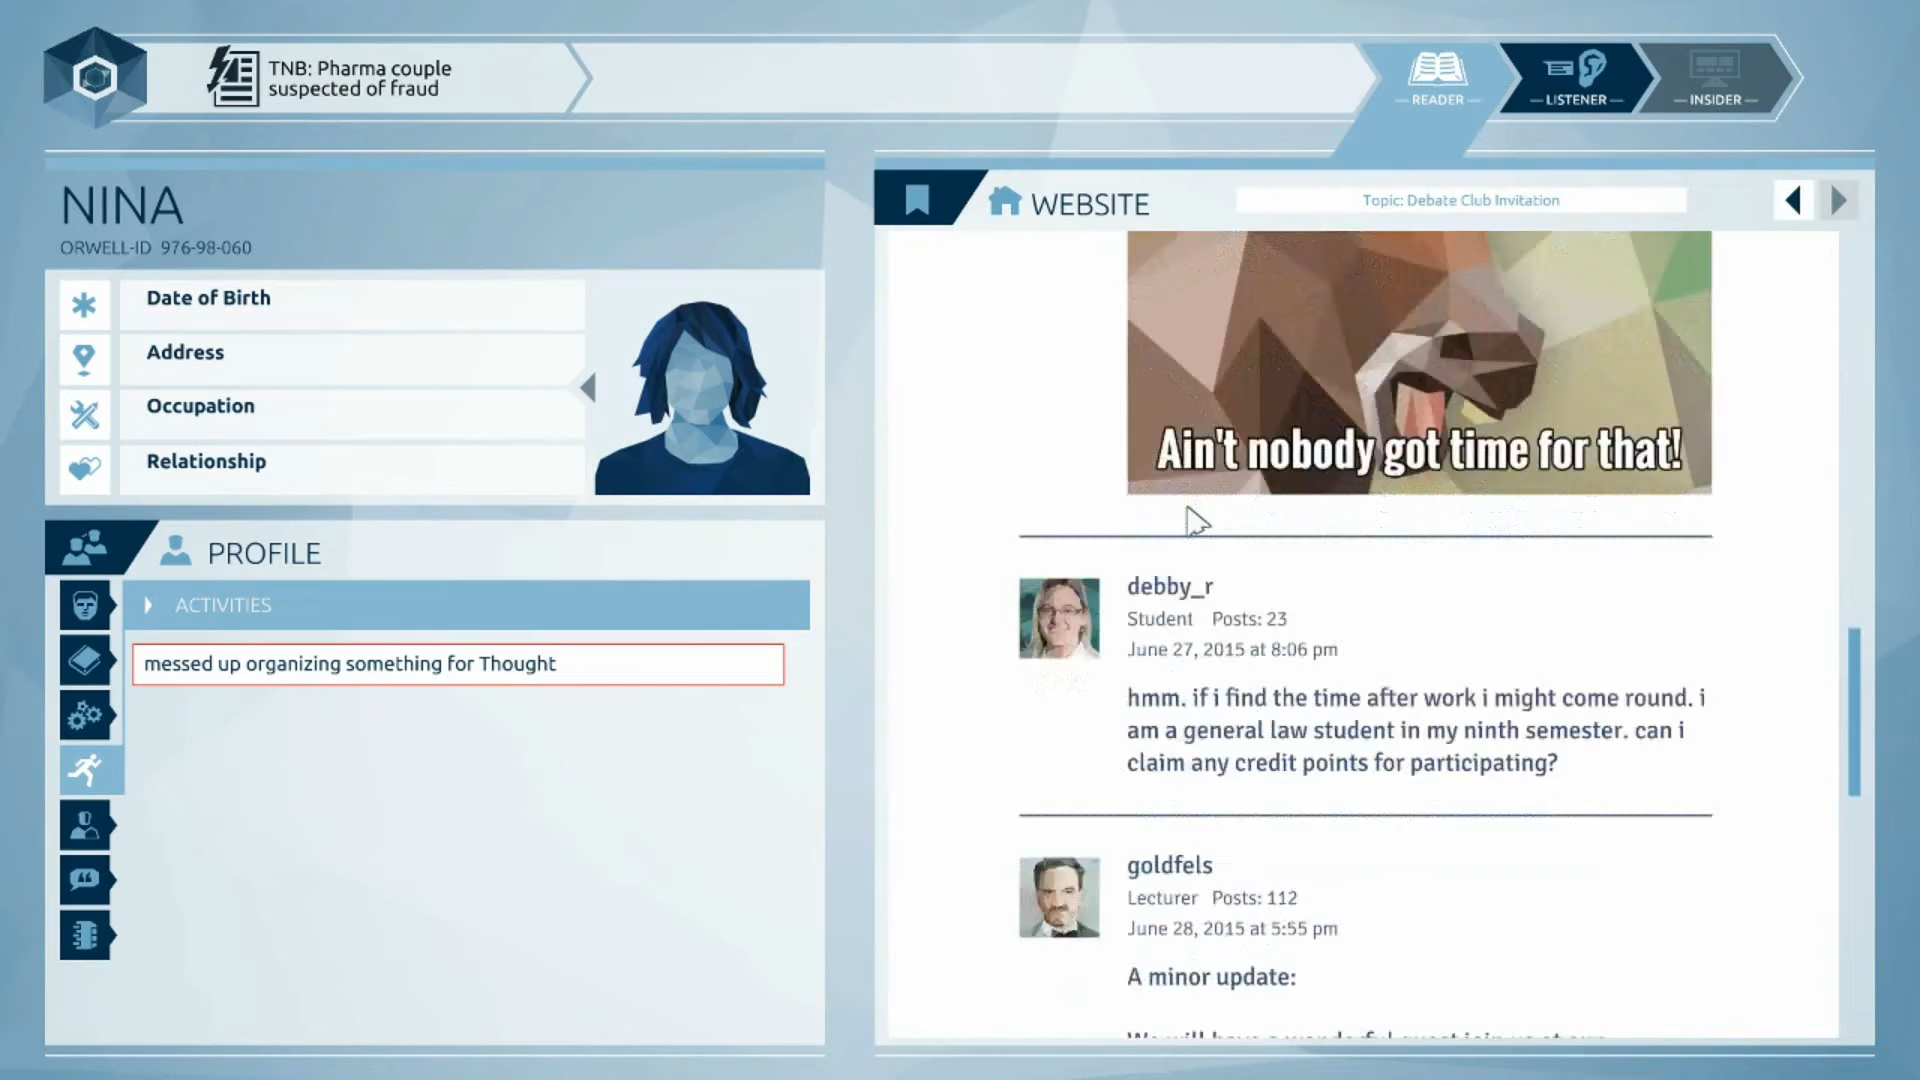 TNB: Pharma couple
suspected of fraud
READER
LISTENER
INSIDER
NINA
ORWELL-ID 976-98-060
Date of Birth
Address
Occupation
Relationship
PROFILE
ACTIVITIES
messed up organizing something for Thought
WEBSITE
Topic: Debate Club Invitation
Ain't nobody got time for that!
debby_r
Student Posts: 23
June 27, 2015 at 8:06 pm
hmm. if i find the time after work i might come round. i
am a general law student in my ninth semester. can i
claim any credit points for participating?
goldfels
Lecturer Posts: 112
June 28, 2015 at 5:55 pm
A minor update: